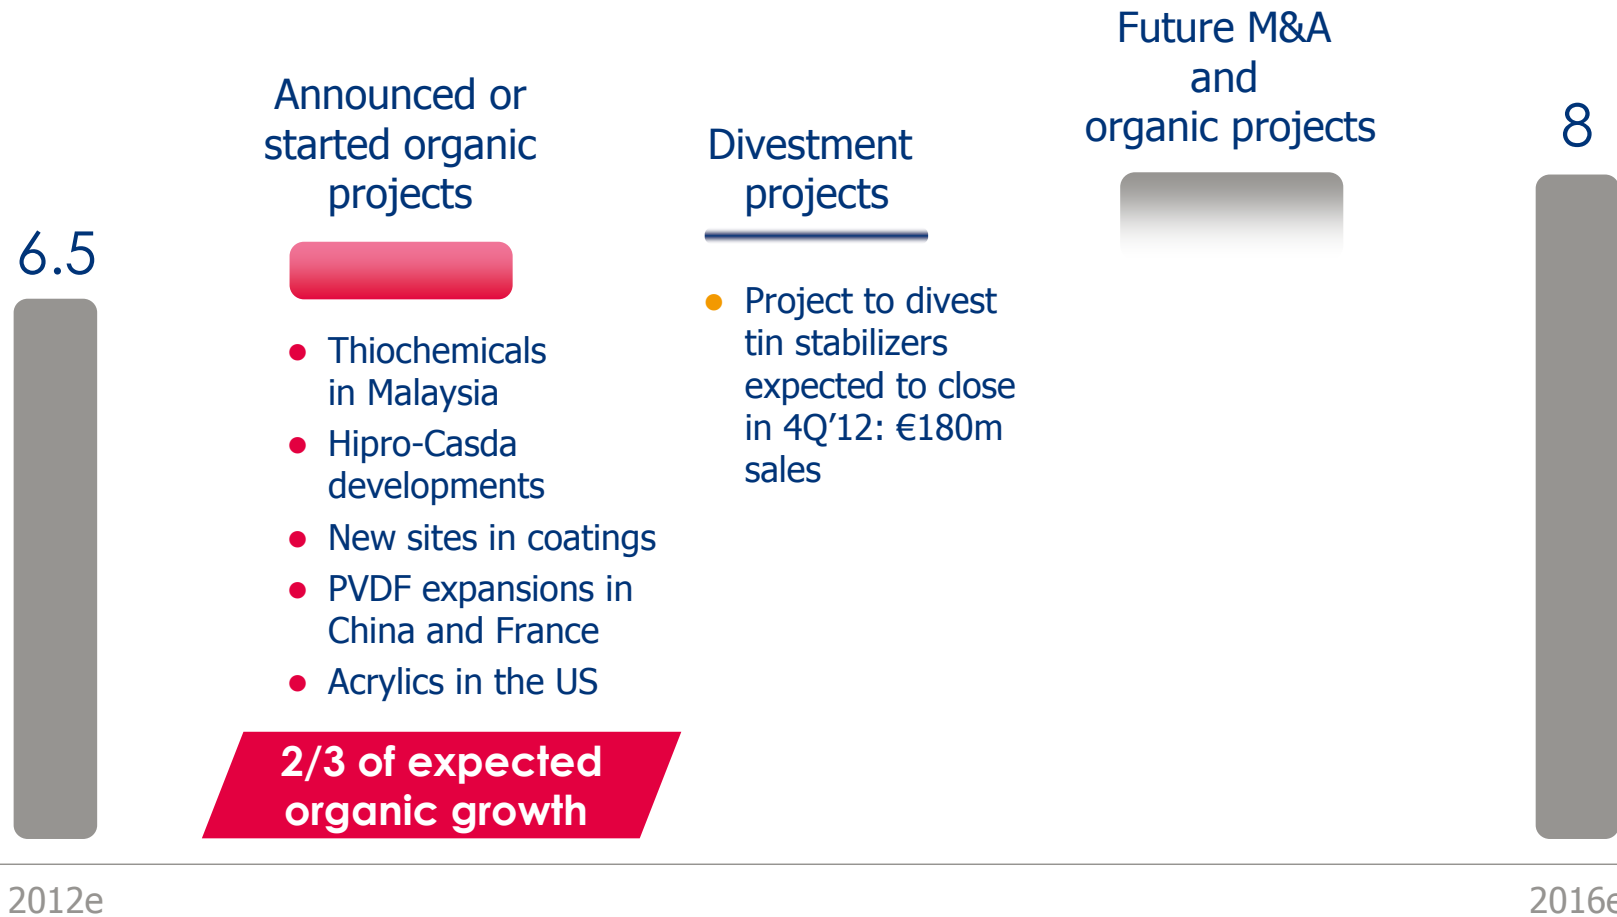 6.5
Announced or
started organic
projects
● Thiochemicals
in Malaysia
● Hipro-Casda
developments
● New sites in coatings
● PVDF expansions in
China and France
● Acrylics in the US
2/3 of expected
organic growth
Divestment
projects
● Project to divest
tin stabilizers
expected to close
in 4Q’12: €180m
sales
Future M&A
and
organic projects
8
2012e
2016e